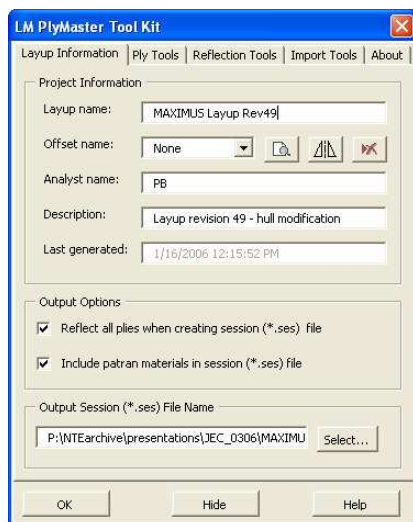 LM PlyMaster Tool Kit
Layup Information Ply Tools Reflection Tools Import Tools About
Project Information
Layup name: MAXIMUS Layup Rev49
Offset name: None
Analyst name: PB
Description: Layup revision 49 - hull modification
Last generated: 1/16/2006 12:15:52 PM
Output Options
Reflect all plies when creating session (*.ses) file
Include patran materials in session (*.ses) file
Output Session (*.ses) File Name
P:\NTEarchive\presentations\JEC_0306\MAXIMU Select...
OK Hide Help